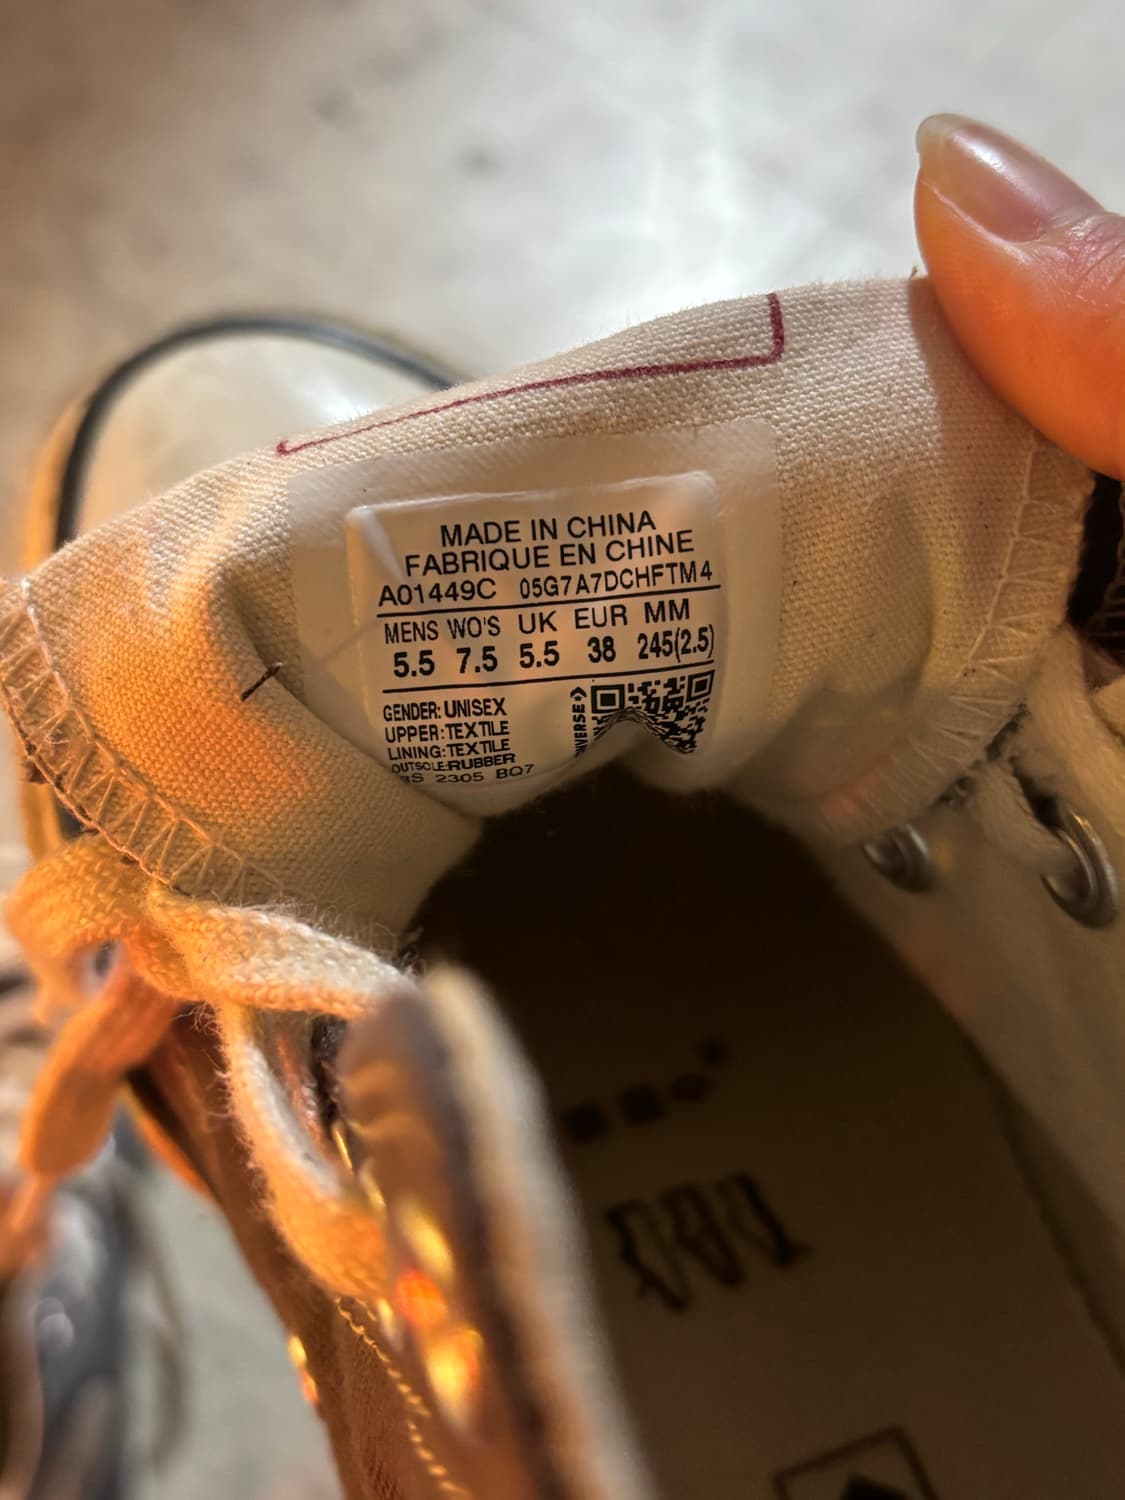 MADE IN CHINA
FABRIQUE EN CHINE
A01449C 05G7A7DCHFTM4
MENS WO'S UK EUR MM
5.5 7.5 5.5 38 245(2.5)
GENDER: UNISEX
UPPER: TEXTILE
LINING: TEXTILE
OUTSOLE: RUBBER
2305 BQ7